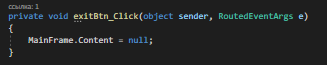 ссылка: 1
private void exitBtn_Click(object sender, RoutedEventArgs e)
{
MainFrame.Content = null;
}